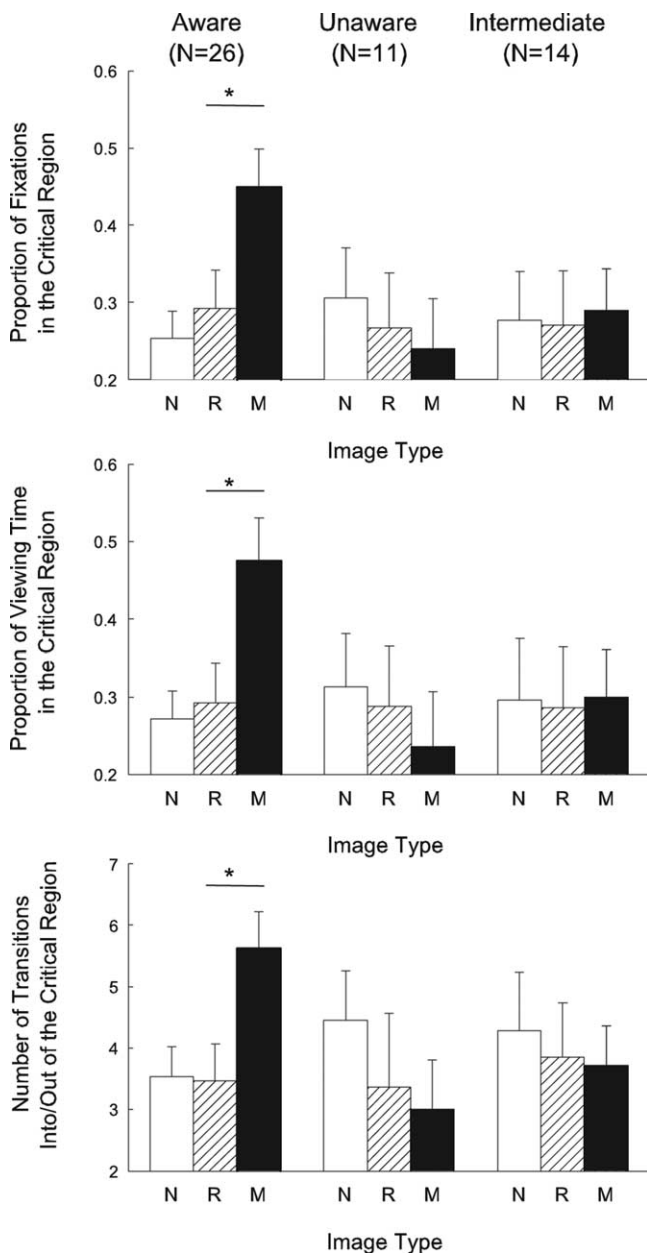 Aware Unaware Intermediate
(N=26) (N=11) (N=14)
Proportion of Fixations
in the Critical Region
0.6
0.5
0.4
0.3
0.2
*
N R M N R M N R M
Image Type
Proportion of Viewing Time
in the Critical Region
0.6
0.5
0.4
0.3
0.2
*
N R M N R M N R M
Image Type
Number of Transitions
Into/Out of the Critical Region
7
6
5
4
3
2
*
N R M N R M N R M
Image Type